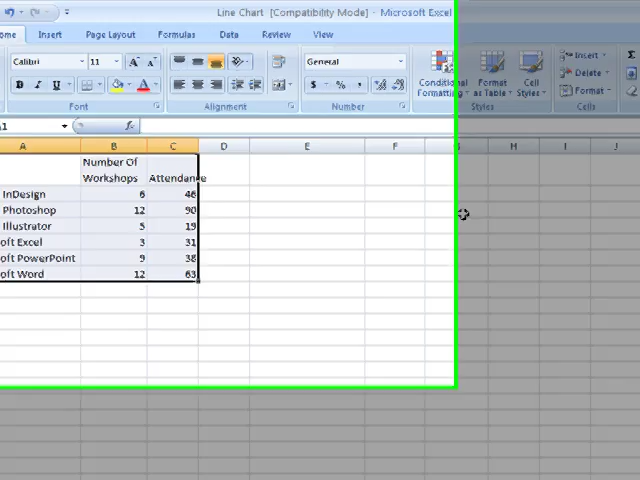 Line Chart [Compatibility Mode] - Microsoft Excel
ome Insert Page Layout Formulas Data Review View
Calibri 11 A A General Conditional Formatting Format as Table Cell Styles Insert Delete Format Σ
B I U A $ % ,
Font Alignment Number Styles Cells
A1 fx
A B C D E F G H I J
Number Of
Workshops Attendance
InDesign 6 46
Photoshop 12 90
Illustrator 5 19
oft Excel 3 31
oft PowerPoint 9 38
oft Word 12 63